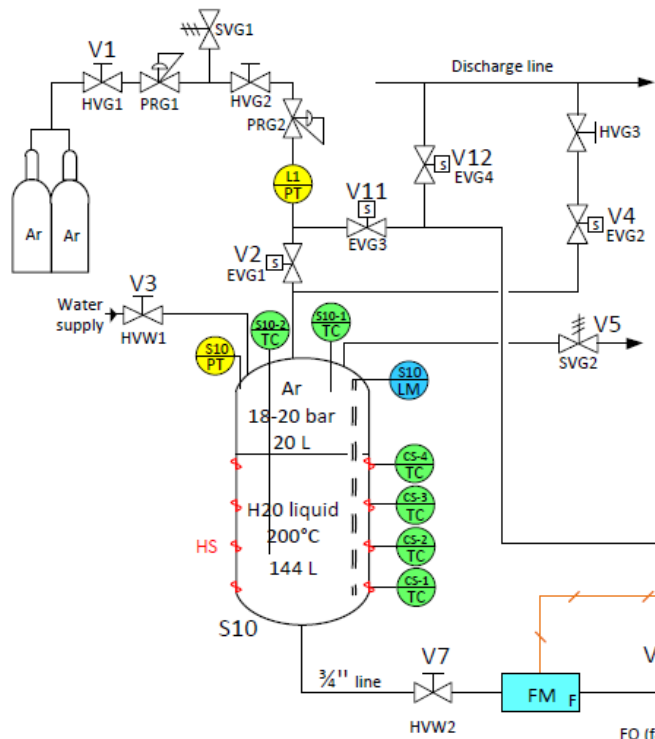 SVG1
V1
HVG1
PRG1
HVG2
PRG2
Discharge line
HVG3
L1
PT
V12
S
EVG4
V11
S
EVG3
V4
S
EVG2
V2
S
EVG1
Ar
Ar
V3
Water
supply
HVW1
S10-2
TC
S10-1
TC
V5
SVG2
S10
PT
S10
LM
Ar
18-20 bar
20 L
CS-4
TC
CS-3
TC
H20 liquid
200°C
HS
CS-2
TC
144 L
CS-1
TC
S10
¾'' line
V7
HVW2
FM
F
V
FO (f